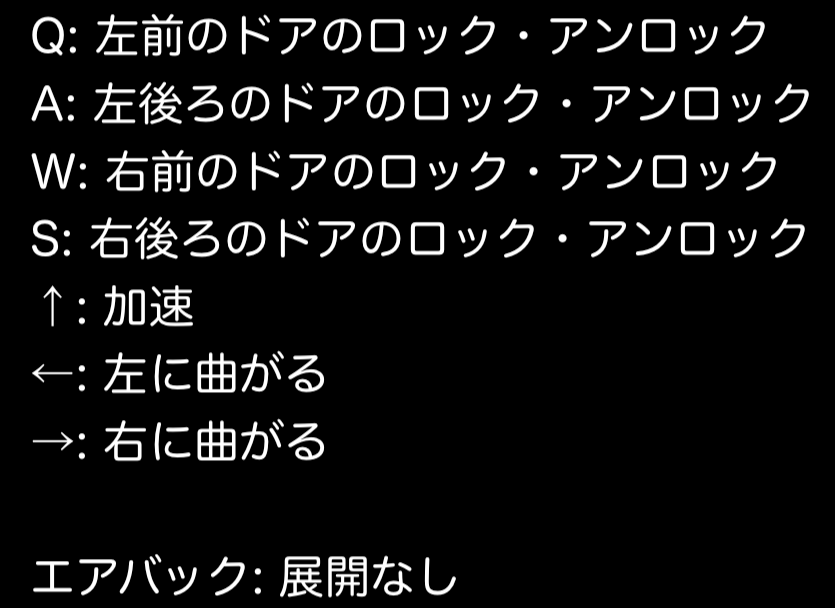 Q: 左前のドアのロック・アンロック
A: 左後ろのドアのロック・アンロック
W: 右前のドアのロック・アンロック
S: 右後ろのドアのロック・アンロック
↑: 加速
←: 左に曲がる
→: 右に曲がる
エアバック: 展開なし